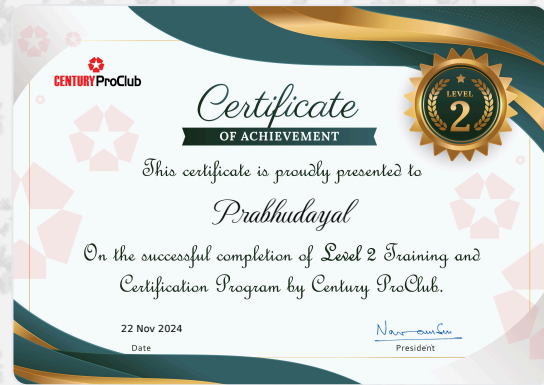 CENTURY ProClub
Certificate
OF ACHIEVEMENT
LEVEL
2
This certificate is proudly presented to
Prabhudayal
On the successful completion of Level 2 Training and
Certification Program by Century ProClub.
22 Nov 2024
Date
President